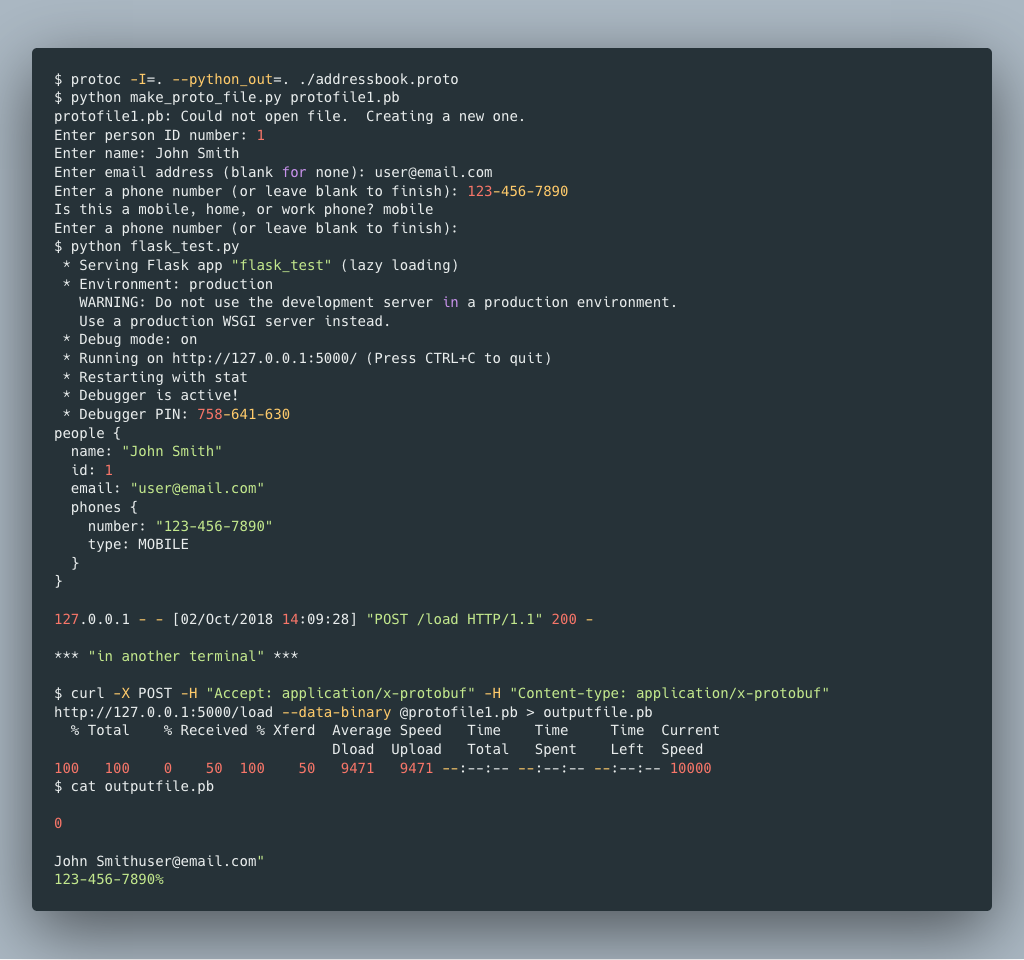 $ protoc -I=. --python_out=. ./addressbook.proto
$ python make_proto_file.py protofile1.pb
protofile1.pb: Could not open file.  Creating a new one.
Enter person ID number: 1
Enter name: John Smith
Enter email address (blank for none): user@email.com
Enter a phone number (or leave blank to finish): 123-456-7890
Is this a mobile, home, or work phone? mobile
Enter a phone number (or leave blank to finish):
$ python flask_test.py
 * Serving Flask app "flask_test" (lazy loading)
 * Environment: production
   WARNING: Do not use the development server in a production environment.
   Use a production WSGI server instead.
 * Debug mode: on
 * Running on http://127.0.0.1:5000/ (Press CTRL+C to quit)
 * Restarting with stat
 * Debugger is active!
 * Debugger PIN: 758-641-630
people {
  name: "John Smith"
  id: 1
  email: "user@email.com"
  phones {
    number: "123-456-7890"
    type: MOBILE
  }
}

127.0.0.1 - - [02/Oct/2018 14:09:28] "POST /load HTTP/1.1" 200 -

*** "in another terminal" ***

$ curl -X POST -H "Accept: application/x-protobuf" -H "Content-type: application/x-protobuf"
http://127.0.0.1:5000/load --data-binary @protofile1.pb > outputfile.pb
  % Total    % Received % Xferd  Average Speed   Time    Time     Time  Current
                                 Dload  Upload   Total   Spent    Left  Speed
100   100    0    50  100    50   9471   9471 --:--:-- --:--:-- --:--:-- 10000
$ cat outputfile.pb

0

John Smithuser@email.com"
123-456-7890%